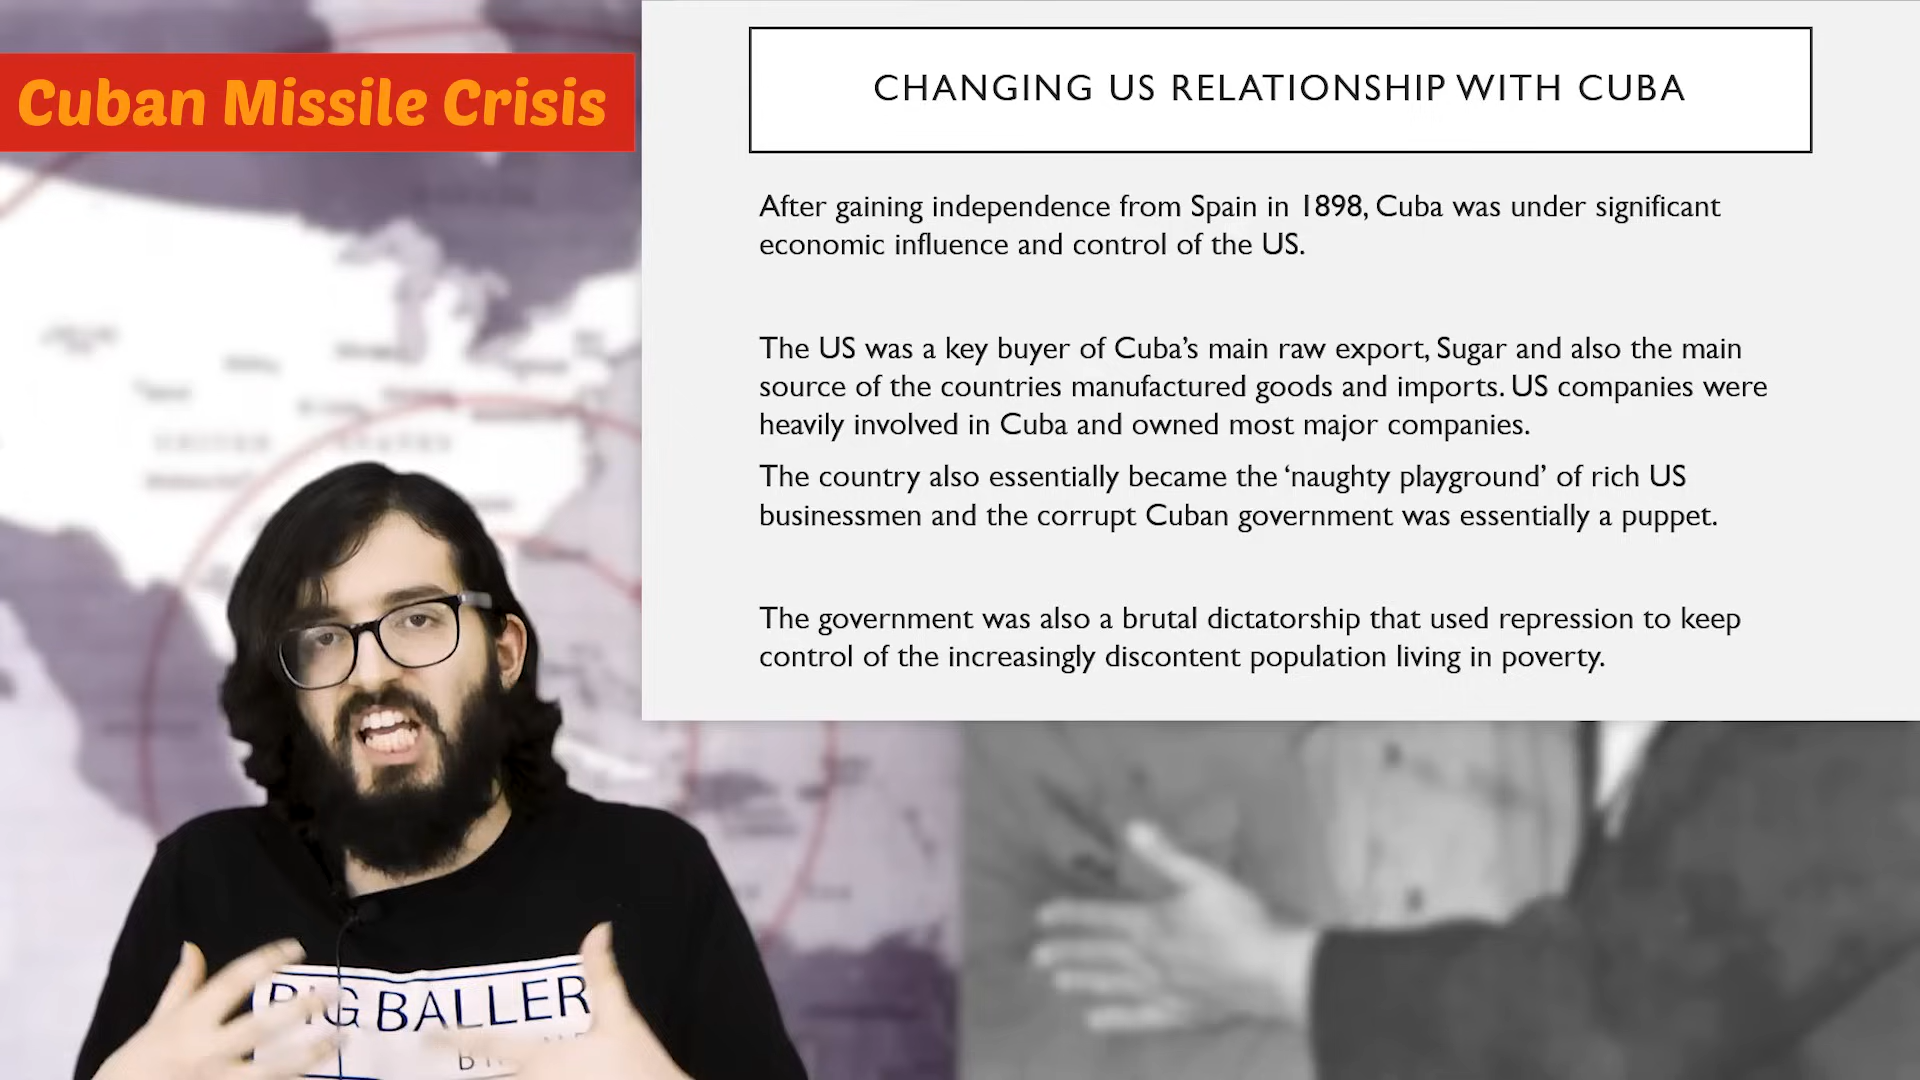 Cuban Missile Crisis
CHANGING US RELATIONSHIP WITH CUBA
After gaining independence from Spain in 1898, Cuba was under significant
economic influence and control of the US.
The US was a key buyer of Cuba’s main raw export, Sugar and also the main
source of the countries manufactured goods and imports. US companies were
heavily involved in Cuba and owned most major companies.
The country also essentially became the ‘naughty playground’ of rich US
businessmen and the corrupt Cuban government was essentially a puppet.
The government was also a brutal dictatorship that used repression to keep
control of the increasingly discontent population living in poverty.
BIG BALLER